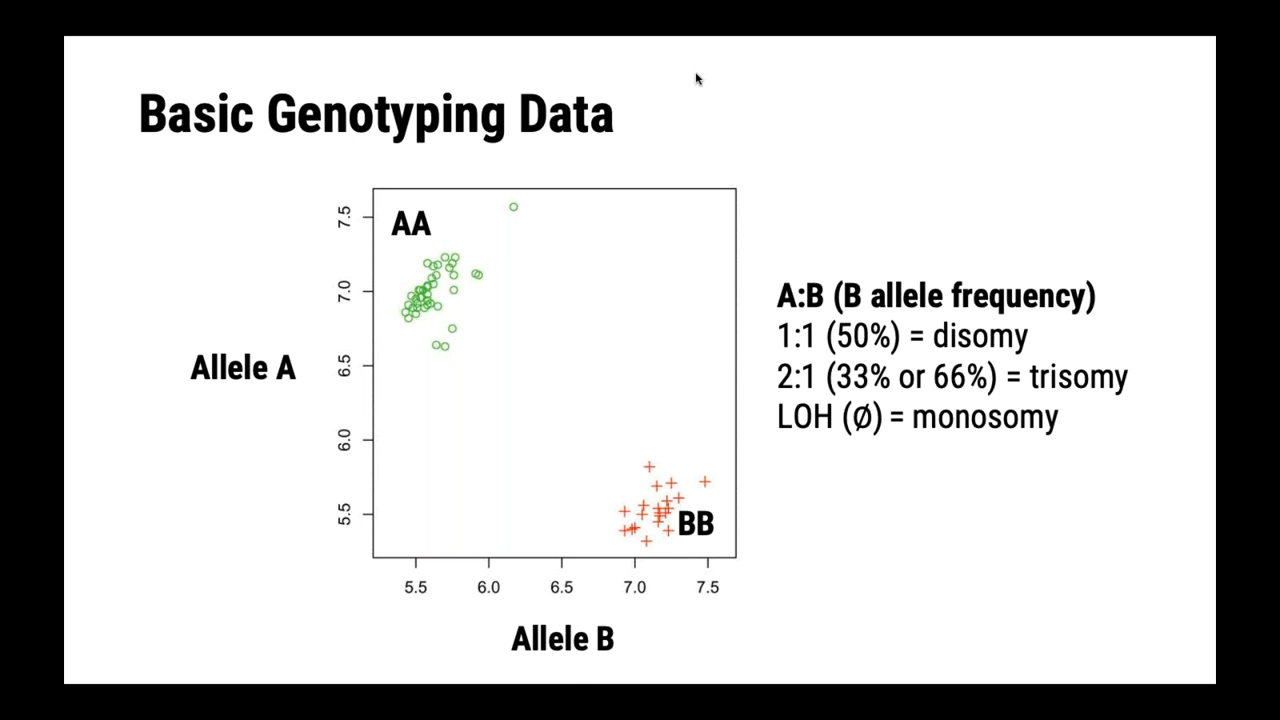 Basic Genotyping Data
AA
BB
7.5
7.0
6.5
6.0
5.5
5.5 6.0 6.5 7.0 7.5
Allele A
Allele B
A:B (B allele frequency)
1:1 (50%) = disomy
2:1 (33% or 66%) = trisomy
LOH (Ø) = monosomy